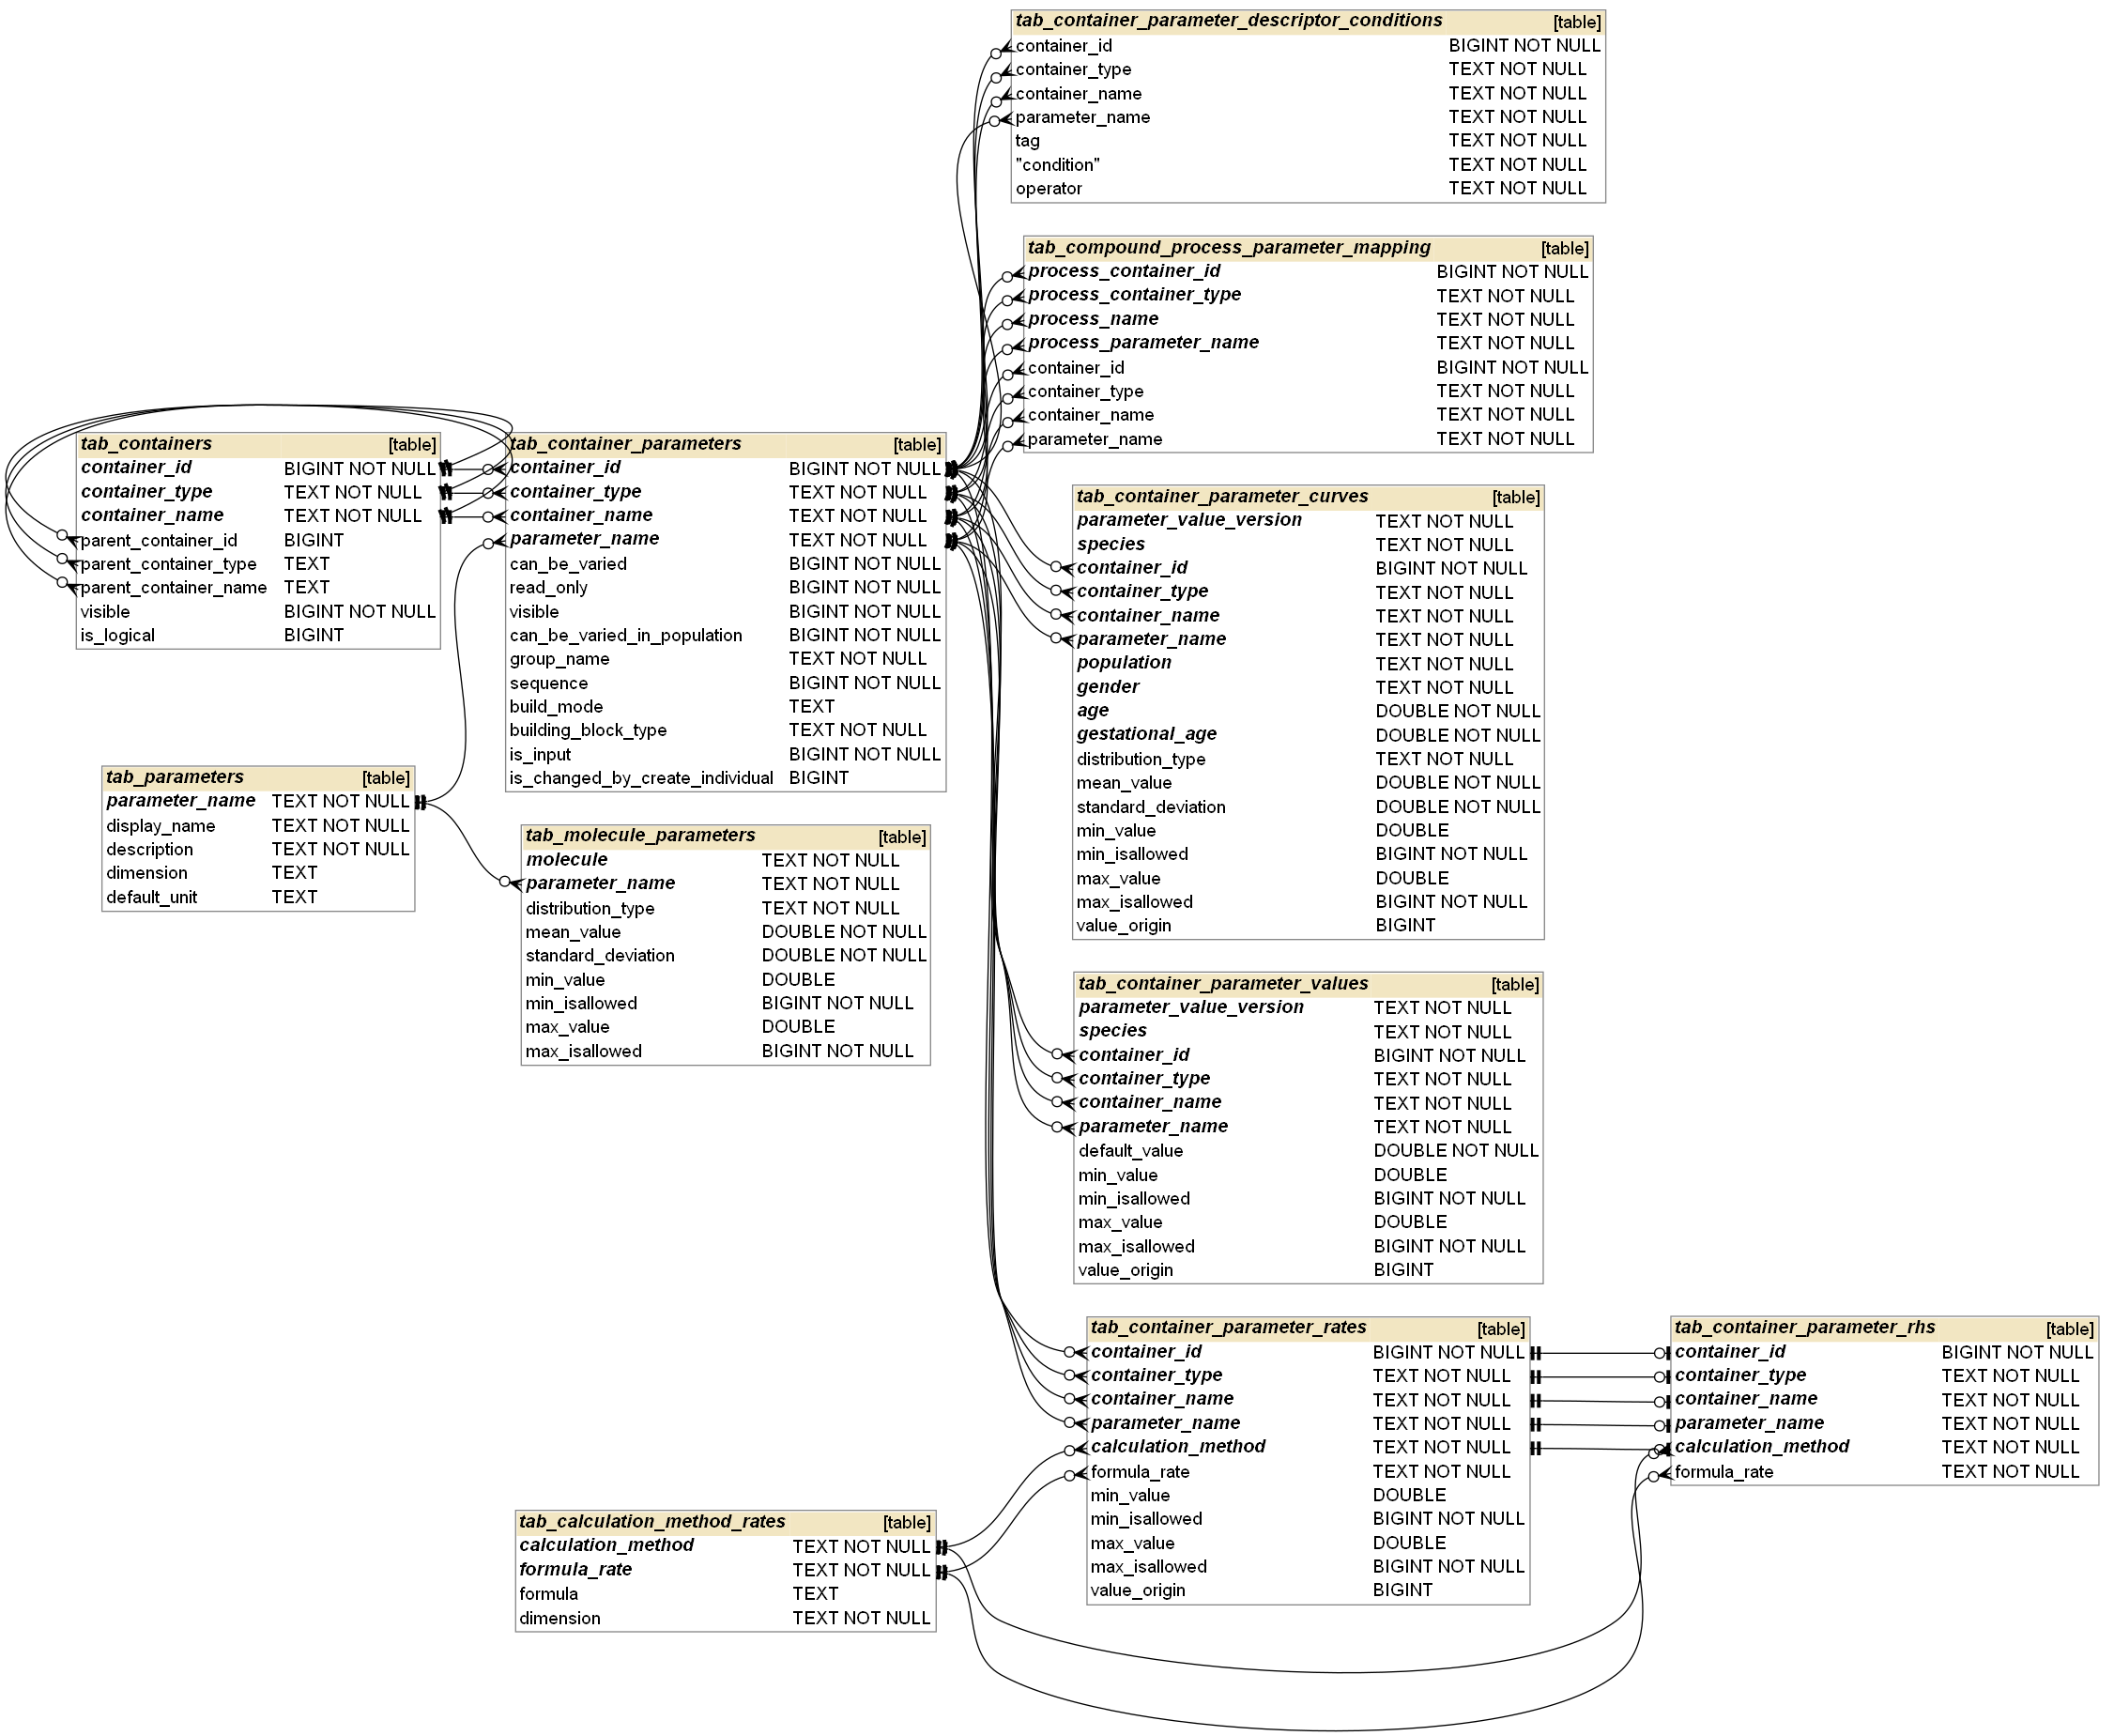 tab_container_parameter_descriptor_conditions [table]
container_id BIGINT NOT NULL
container_type TEXT NOT NULL
container_name TEXT NOT NULL
parameter_name TEXT NOT NULL
tag TEXT NOT NULL
"condition" TEXT NOT NULL
operator TEXT NOT NULL
tab_compound_process_parameter_mapping [table]
process_container_id BIGINT NOT NULL
process_container_type TEXT NOT NULL
process_name TEXT NOT NULL
process_parameter_name TEXT NOT NULL
container_id BIGINT NOT NULL
container_type TEXT NOT NULL
container_name TEXT NOT NULL
parameter_name TEXT NOT NULL
tab_containers [table]
container_id BIGINT NOT NULL
container_type TEXT NOT NULL
container_name TEXT NOT NULL
parent_container_id BIGINT
parent_container_type TEXT
parent_container_name TEXT
visible BIGINT NOT NULL
is_logical BIGINT
tab_container_parameters [table]
container_id BIGINT NOT NULL
container_type TEXT NOT NULL
container_name TEXT NOT NULL
parameter_name TEXT NOT NULL
can_be_varied BIGINT NOT NULL
read_only BIGINT NOT NULL
visible BIGINT NOT NULL
can_be_varied_in_population BIGINT NOT NULL
group_name TEXT NOT NULL
sequence BIGINT NOT NULL
build_mode TEXT
building_block_type TEXT NOT NULL
is_input BIGINT NOT NULL
is_changed_by_create_individual BIGINT
tab_container_parameter_curves [table]
parameter_value_version TEXT NOT NULL
species TEXT NOT NULL
container_id BIGINT NOT NULL
container_type TEXT NOT NULL
container_name TEXT NOT NULL
parameter_name TEXT NOT NULL
population TEXT NOT NULL
gender TEXT NOT NULL
age DOUBLE NOT NULL
gestational_age DOUBLE NOT NULL
distribution_type TEXT NOT NULL
mean_value DOUBLE NOT NULL
standard_deviation DOUBLE NOT NULL
min_value DOUBLE
min_isallowed BIGINT NOT NULL
max_value DOUBLE
max_isallowed BIGINT NOT NULL
value_origin BIGINT
tab_parameters [table]
parameter_name TEXT NOT NULL
display_name TEXT NOT NULL
description TEXT NOT NULL
dimension TEXT
default_unit TEXT
tab_molecule_parameters [table]
molecule TEXT NOT NULL
parameter_name TEXT NOT NULL
distribution_type TEXT NOT NULL
mean_value DOUBLE NOT NULL
standard_deviation DOUBLE NOT NULL
min_value DOUBLE
min_isallowed BIGINT NOT NULL
max_value DOUBLE
max_isallowed BIGINT NOT NULL
tab_container_parameter_values [table]
parameter_value_version TEXT NOT NULL
species TEXT NOT NULL
container_id BIGINT NOT NULL
container_type TEXT NOT NULL
container_name TEXT NOT NULL
parameter_name TEXT NOT NULL
default_value DOUBLE NOT NULL
min_value DOUBLE
min_isallowed BIGINT NOT NULL
max_value DOUBLE
max_isallowed BIGINT NOT NULL
value_origin BIGINT
tab_container_parameter_rates [table]
container_id BIGINT NOT NULL
container_type TEXT NOT NULL
container_name TEXT NOT NULL
parameter_name TEXT NOT NULL
calculation_method TEXT NOT NULL
formula_rate TEXT NOT NULL
min_value DOUBLE
min_isallowed BIGINT NOT NULL
max_value DOUBLE
max_isallowed BIGINT NOT NULL
value_origin BIGINT
tab_container_parameter_rhs [table]
container_id BIGINT NOT NULL
container_type TEXT NOT NULL
container_name TEXT NOT NULL
parameter_name TEXT NOT NULL
calculation_method TEXT NOT NULL
formula_rate TEXT NOT NULL
tab_calculation_method_rates [table]
calculation_method TEXT NOT NULL
formula_rate TEXT NOT NULL
formula TEXT
dimension TEXT NOT NULL